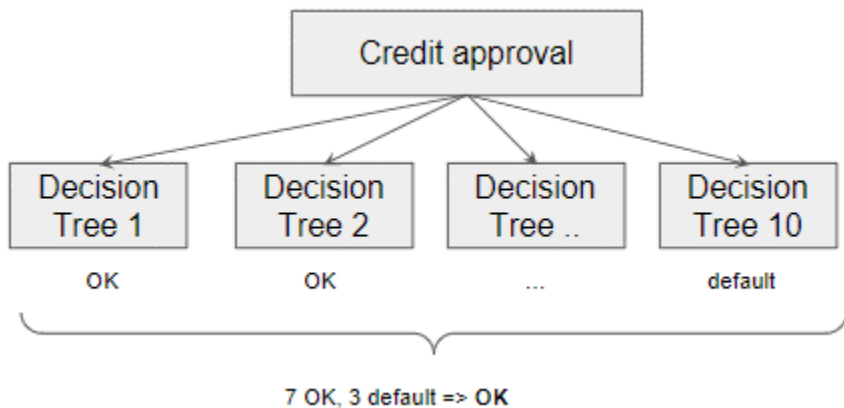 Credit approval
Decision
Tree 1
Decision
Tree 2
Decision
Tree ..
Decision
Tree 10
OK
OK
...
default
7 OK, 3 default => OK